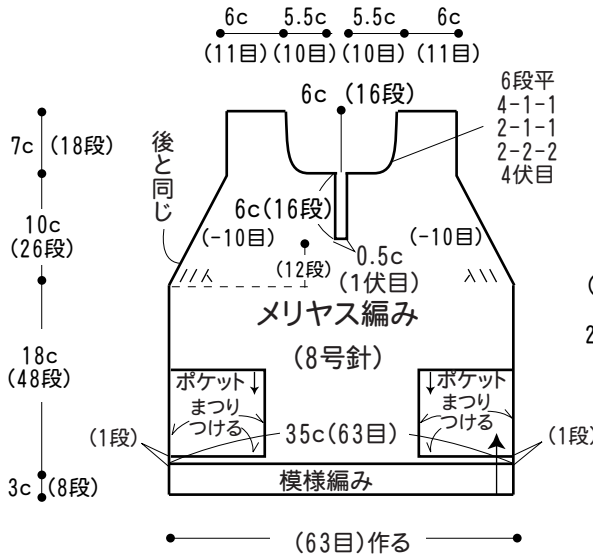 6c 5.5c 5.5c 6c
(11目)(10目) (10目)(11目)
6c (16段)
6段平
4-1-1
2-1-1
2-2-2
4伏目
7c (18段)
後と同じ
6c(16段)
10c
(26段)
(-10目)
(-10目)
(12段)
0.5c
(1伏目)
メリヤス編み
(8号針)
18c
(48段)
ポケット
まつり
つける
ポケット
まつり
つける
(1段)
35c(63目)
(1段)
3c(8段)
模様編み
(63目)作る
(
2